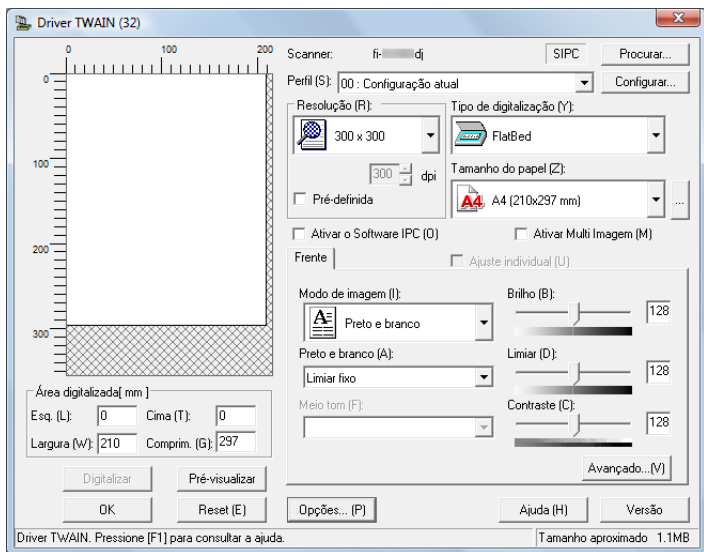 Driver TWAIN (32)
0 100 200
0
100
200
300
Scanner: fi- dj SIPC Procurar...
Perfil (S): 00 : Configuração atual Configurar...
Resolução (R):
300 x 300
300 dpi
Pré-definida
Tipo de digitalização (Y):
FlatBed
Tamanho do papel (Z):
A4 A4 (210x297 mm) ...
Ativar o Software IPC (O) Ativar Multi Imagem (M)
Frente Ajuste individual (U)
Modo de imagem (I):
Preto e branco
Preto e branco (A):
Limiar fixo
Meio tom (F):
Brilho (B):
128
Limiar (D):
128
Contraste (C):
128
Avançado...(V)
Área digitalizada[ mm ]
Esq. (L): 0 Cima (T): 0
Largura (W): 210 Comprim. (G): 297
Digitalizar Pré-visualizar
OK Reset (E) Opções... (P) Ajuda (H) Versão
Driver TWAIN. Pressione [F1] para consultar a ajuda. Tamanho aproximado 1.1MB